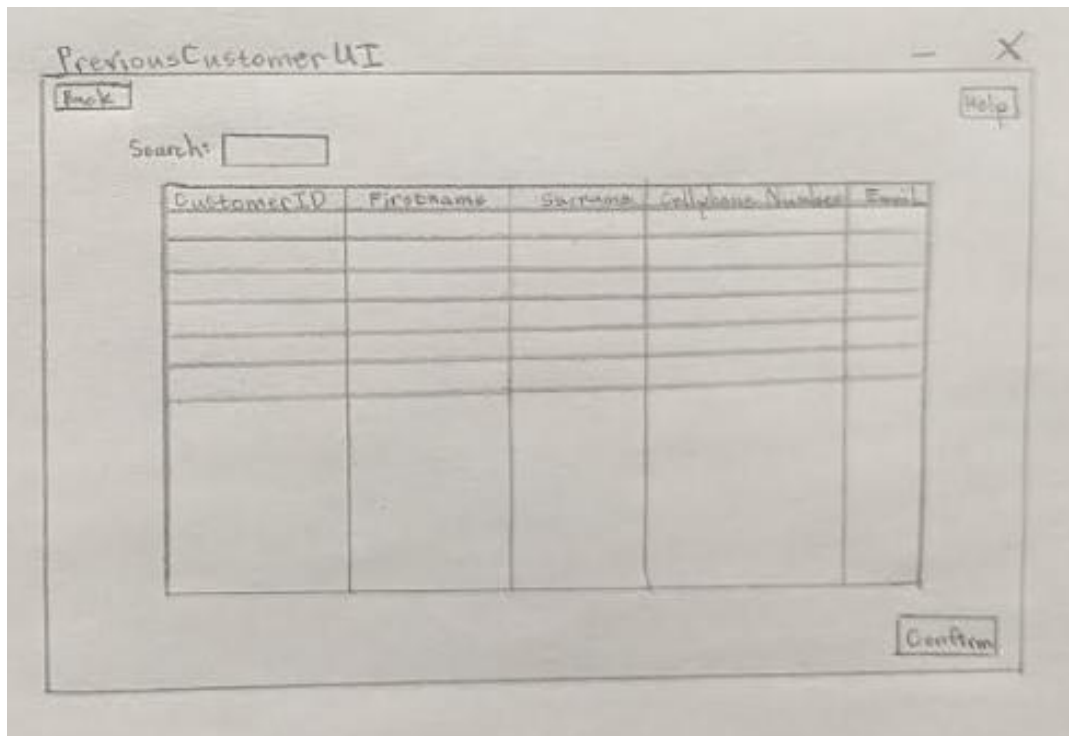 PreviousCustomerUI – X
Back
Help
Search:
CustomerID Firstname Surname Cellphone Number Email
Confirm